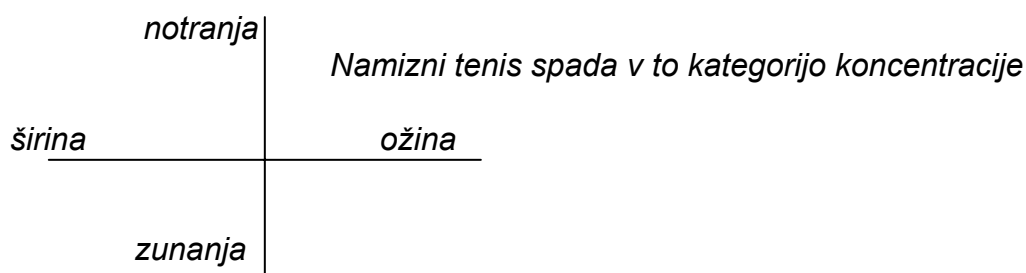 notranja
Namizni tenis spada v to kategorijo koncentracije
širina
ožina
zunanja